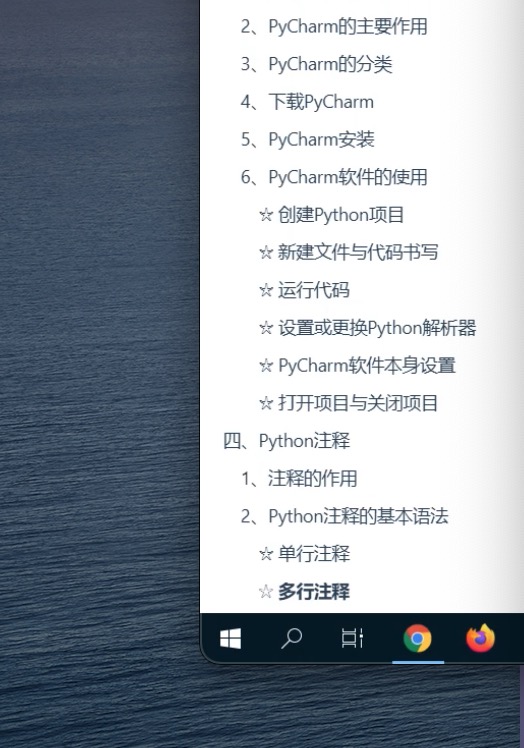 2、PyCharm的主要作用
3、PyCharm的分类
4、下载PyCharm
5、PyCharm安装
6、PyCharm软件的使用
☆ 创建Python项目
☆ 新建文件与代码书写
☆ 运行代码
☆ 设置或更换Python解析器
☆ PyCharm软件本身设置
☆ 打开项目与关闭项目
四、Python注释
1、注释的作用
2、Python注释的基本语法
☆ 单行注释
☆ 多行注释